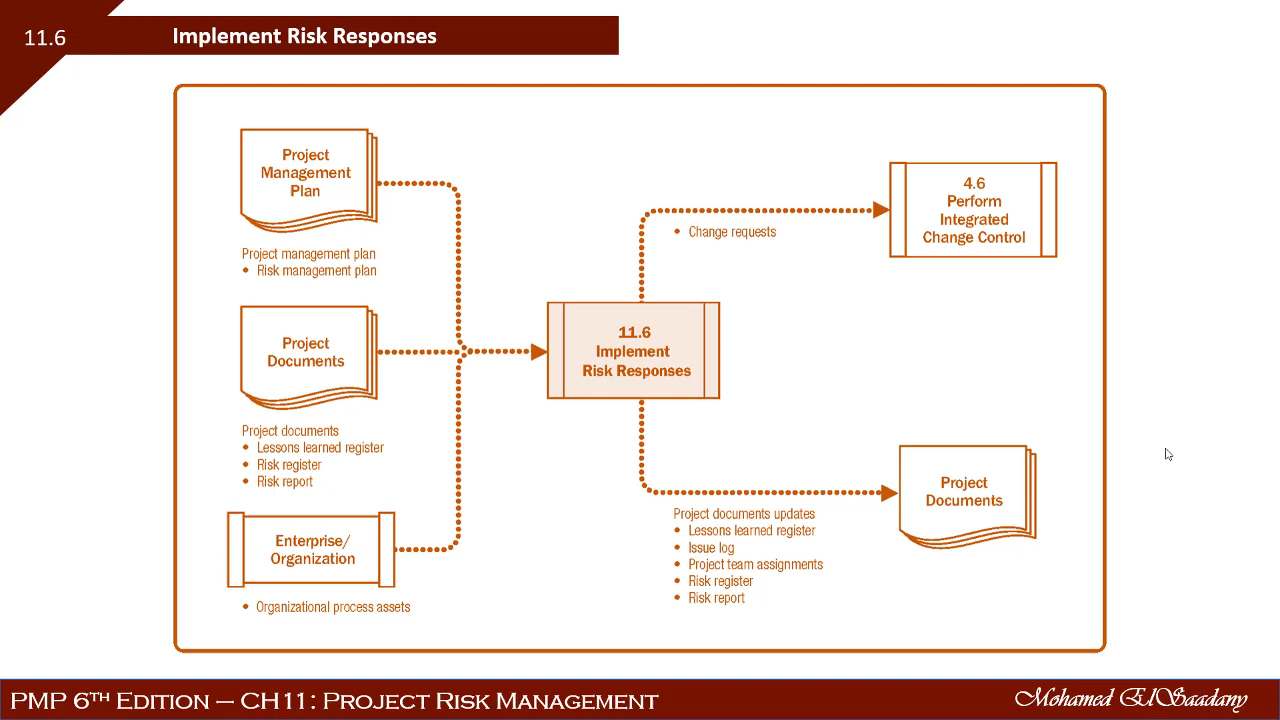 11.6
Implement Risk Responses
Project
Management
Plan
Project management plan
• Risk management plan
Project
Documents
Project documents
• Lessons learned register
• Risk register
• Risk report
Enterprise/
Organization
• Organizational process assets
11.6
Implement
Risk Responses
• Change requests
4.6
Perform
Integrated
Change Control
Project documents updates
• Lessons learned register
• Issue log
• Project team assignments
• Risk register
• Risk report
Project
Documents
PMP 6TH Edition – CH11: Project Risk Management
Mohamed ElSaadany